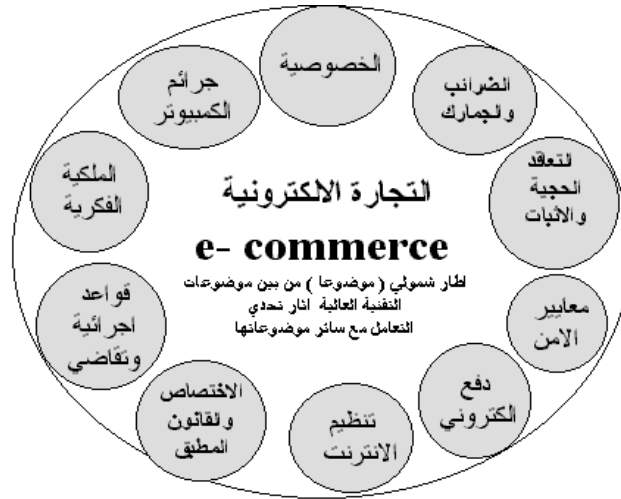 الخصوصية
الضرائب
والجمارك
التعاقد
الحجية
والاثبات
معايير
الامن
دفع
الكتروني
تنظيم
الانترنت
الاختصاص
والقانون
المطبق
قواعد
اجرائية
وتقاضي
الملكية
الفكرية
جرائم
الكمبيوتر
التجارة الالكترونية
e- commerce
اطار شمولي ( موضوعا ) من بين موضوعات
التقنية العالية اثار تحدي
التعامل مع سائر موضوعاتها